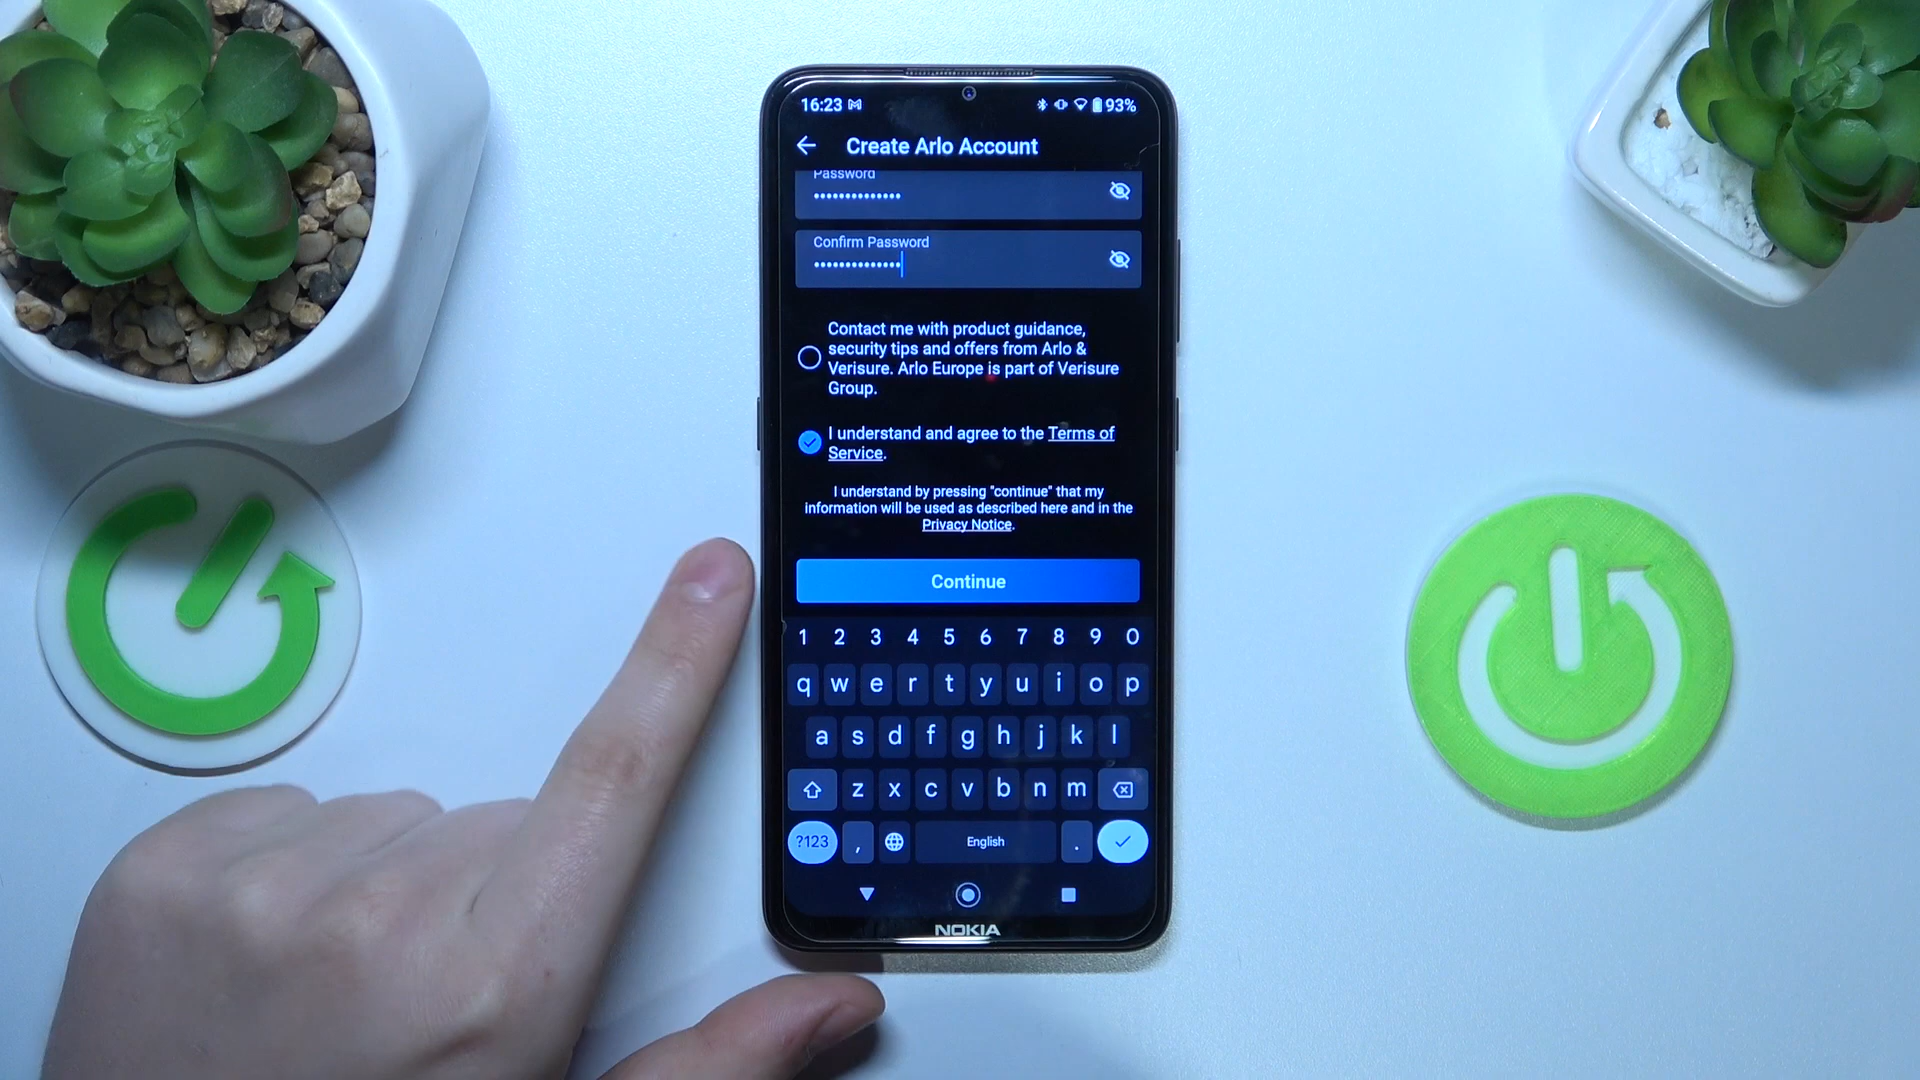 16:23 93%
Create Arlo Account
Password
••••••••••••••
Confirm Password
••••••••••••••
Contact me with product guidance,
security tips and offers from Arlo &
Verisure. Arlo Europe is part of Verisure
Group.
I understand and agree to the Terms of
Service.
I understand by pressing "continue" that my
information will be used as described here and in the
Privacy Notice.
Continue
1 2 3 4 5 6 7 8 9 0
q w e r t y u i o p
a s d f g h j k l
z x c v b n m
?123 , English .
NOKIA